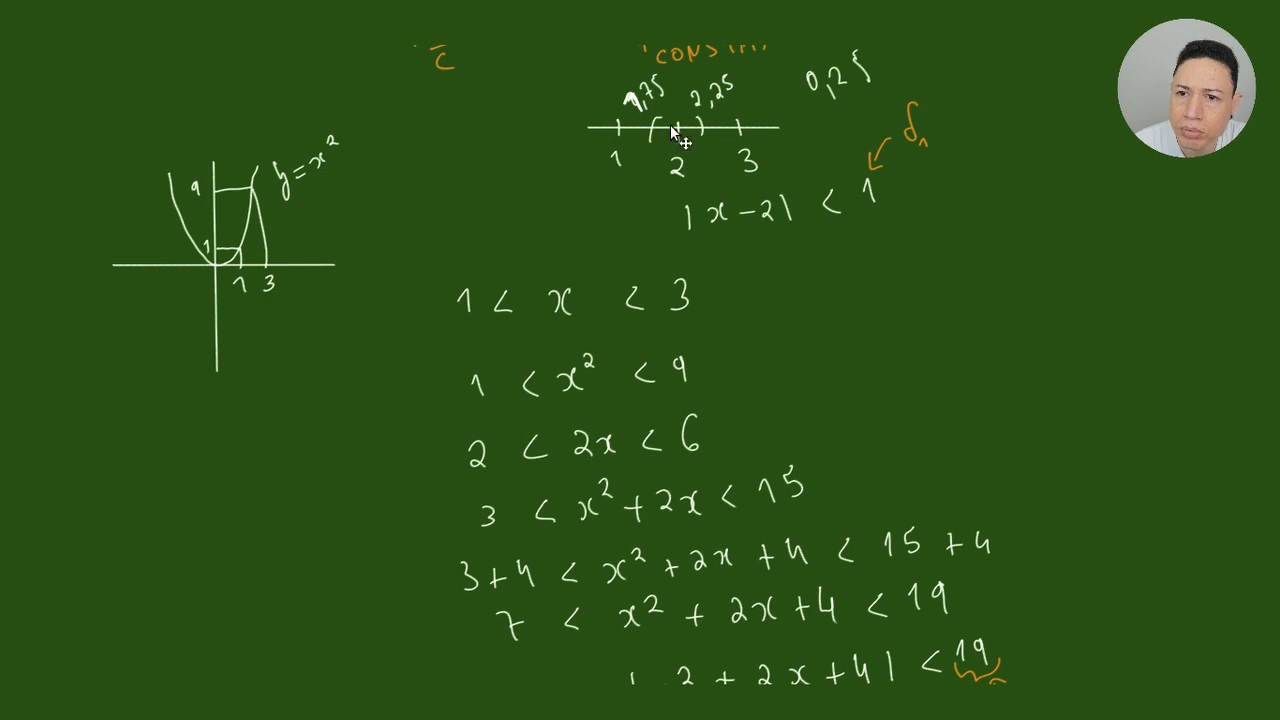 c̄
1,75 2,25 0,25
1 2 3
δ₁
|x-2| < 1
y=x²
9
1
1 3
1 < x < 3
1 < x² < 9
2 < 2x < 6
3 < x²+2x < 15
3+4 < x²+2x+4 < 15+4
7 < x²+2x+4 < 19
2 + 2x+4| < 19